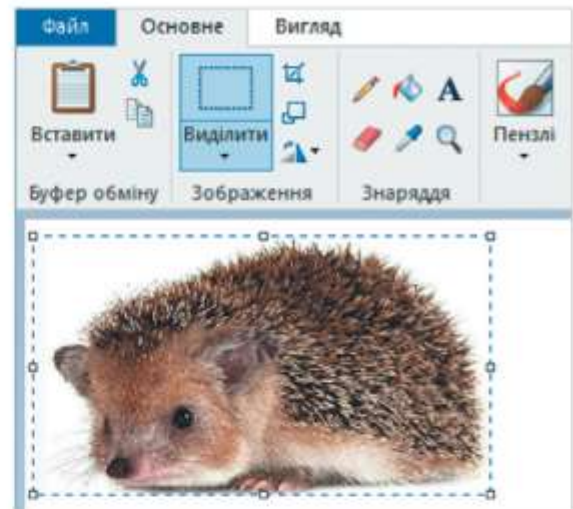 Файл Основне Вигляд
Вставити Виділити Пензлі
Буфер обміну Зображення Знаряддя